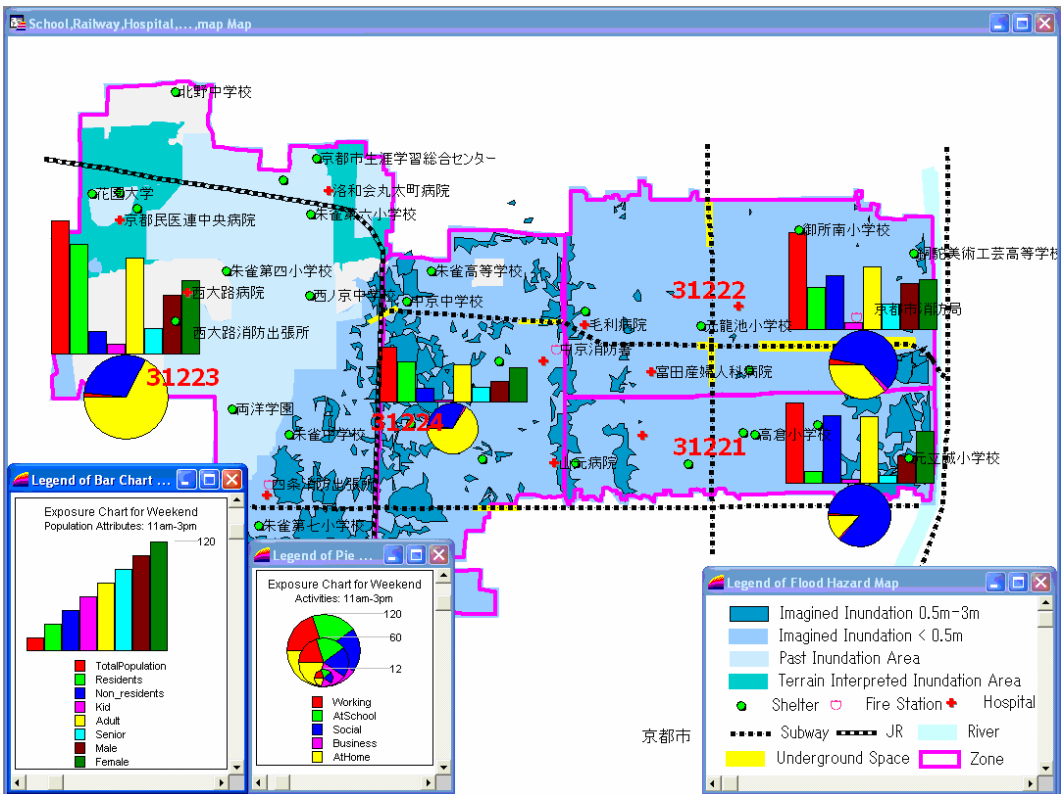 School,Railway,Hospital,...,map Map
北野中学校
京都市生涯学習総合センター
洛和会丸太町病院
花園大学
朱雀第六小学校
京都民医連中央病院
御所南小学校
銅駝美術工芸高等学校
朱雀第四小学校
朱雀高等学校
西大路病院
西ノ京中学校
中京中学校
31222
京都市消防局
毛利病院
元龍池小学校
西大路消防出張所
中京消防署
富田産婦人科病院
31223
両洋学園
31224
朱雀中学校
31221
高倉小学校
山元病院
元立誠小学校
四条消防出張所
朱雀第七小学校
京都市
Legend of Bar Chart ...
Exposure Chart for Weekend
Population Attributes: 11am-3pm
120
TotalPopulation
Residents
Non_residents
Kid
Adult
Senior
Male
Female
Legend of Pie ...
Exposure Chart for Weekend
Activities: 11am-3pm
120
60
12
Working
AtSchool
Social
Business
AtHome
Legend of Flood Hazard Map
Imagined Inundation 0.5m-3m
Imagined Inundation < 0.5m
Past Inundation Area
Terrain Interpreted Inundation Area
Shelter Fire Station Hospital
Subway JR River
Underground Space Zone